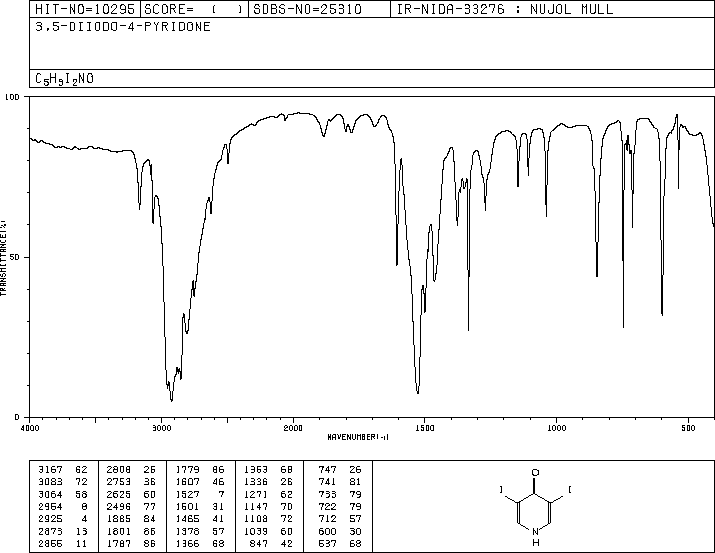 HIT-NO=10295 SCORE= ( ) SDBS-NO=25310 IR-NIDA-33276 : NUJOL MULL
3,5-DIIODO-4-PYRIDONE
C5H3I2NO
100
50
0
TRANSMITTANCE(%)
4000 3000 2000 1500 1000 500
WAVENUMBER(-1)
3167 62 2808 26 1779 86 1363 68 747 26
3083 72 2753 36 1607 46 1336 26 741 81
3064 58 2625 60 1527 7 1271 62 733 79
2954 8 2496 77 1501 31 1147 70 722 79
2925 4 1885 84 1465 41 1108 72 712 57
2873 13 1801 86 1378 57 1039 60 600 30
2855 11 1787 86 1366 68 847 42 537 68
O
I I
N
H